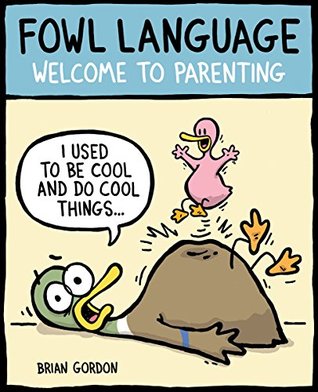 FOWL LANGUAGE
WELCOME TO PARENTING
I USED
TO BE COOL
AND DO COOL
THINGS...
BRIAN GORDON